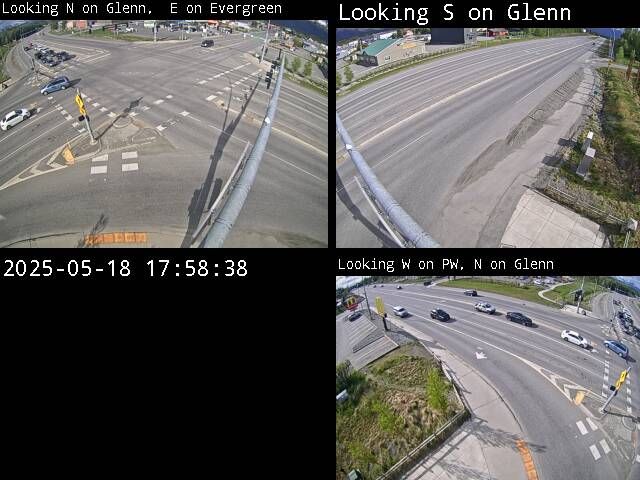 Looking N on Glenn,  E on Evergreen
Looking S on Glenn
2025-05-18 17:58:38
Looking W on PW, N on Glenn